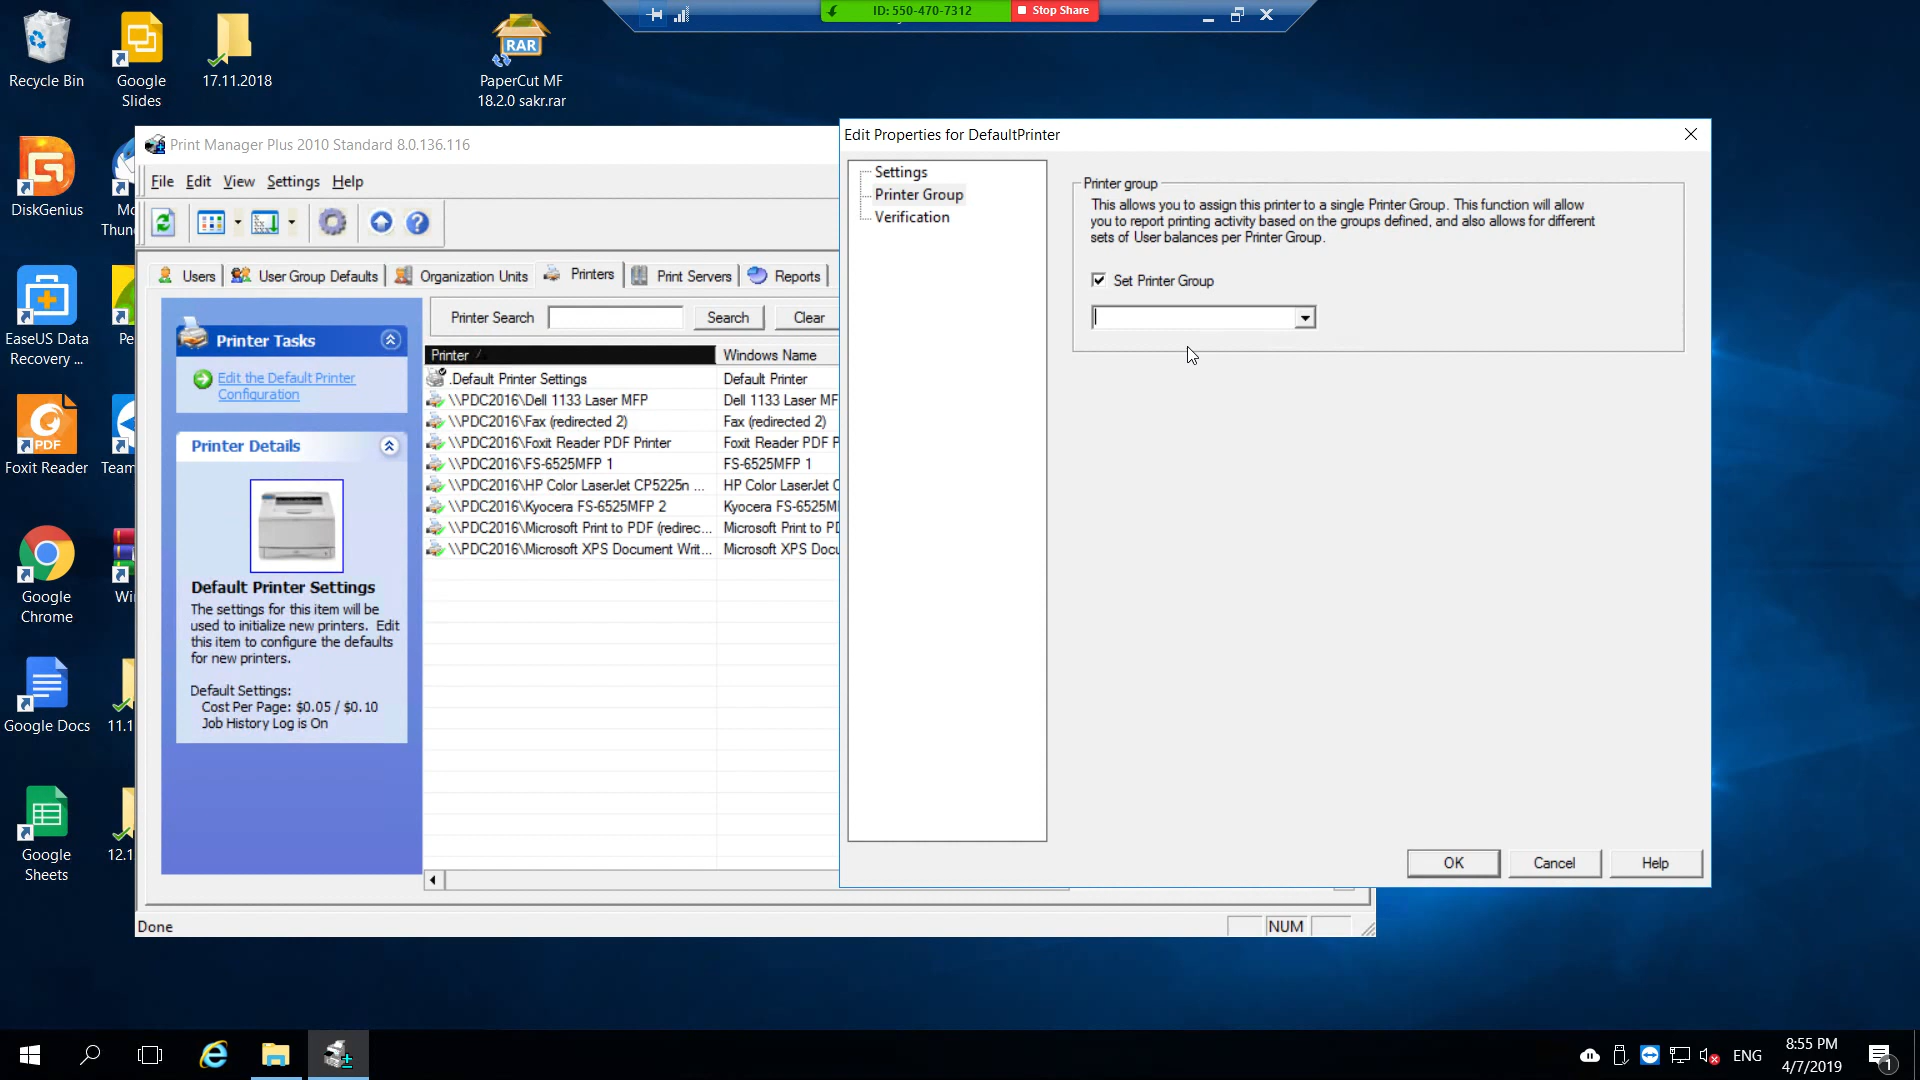 ID: 550-470-7312
Stop Share
Recycle Bin
Google
Slides
17.11.2018
RAR
PaperCut MF
18.2.0 sakr.rar
DiskGenius
EaseUS Data
Recovery ...
PDF
Foxit Reader
Google
Chrome
Google Docs
Google
Sheets
Print Manager Plus 2010 Standard 8.0.136.116
File Edit View Settings Help
Users
User Group Defaults
Organization Units
Printers
Print Servers
Reports
Printer Tasks
Edit the Default Printer
Configuration
Printer Details
Default Printer Settings
The settings for this item will be
used to initialize new printers. Edit
this item to configure the defaults
for new printers.
Default Settings:
Cost Per Page: $0.05 / $0.10
Job History Log is On
Printer Search
Search
Clear
Printer
Windows Name
.Default Printer Settings
Default Printer
\\PDC2016\Dell 1133 Laser MFP
Dell 1133 Laser MF
\\PDC2016\Fax (redirected 2)
Fax (redirected 2)
\\PDC2016\Foxit Reader PDF Printer
Foxit Reader PDF P
\\PDC2016\FS-6525MFP 1
FS-6525MFP 1
\\PDC2016\HP Color LaserJet CP5225n ...
HP Color LaserJet C
\\PDC2016\Kyocera FS-6525MFP 2
Kyocera FS-6525M
\\PDC2016\Microsoft Print to PDF (redirec...
Microsoft Print to PD
\\PDC2016\Microsoft XPS Document Writ...
Microsoft XPS Docu
Done
NUM
Edit Properties for DefaultPrinter
Settings
Printer Group
Verification
Printer group
This allows you to assign this printer to a single Printer Group. This function will allow
you to report printing activity based on the groups defined, and also allows for different
sets of User balances per Printer Group.
Set Printer Group
OK
Cancel
Help
ENG
8:55 PM
4/7/2019
1